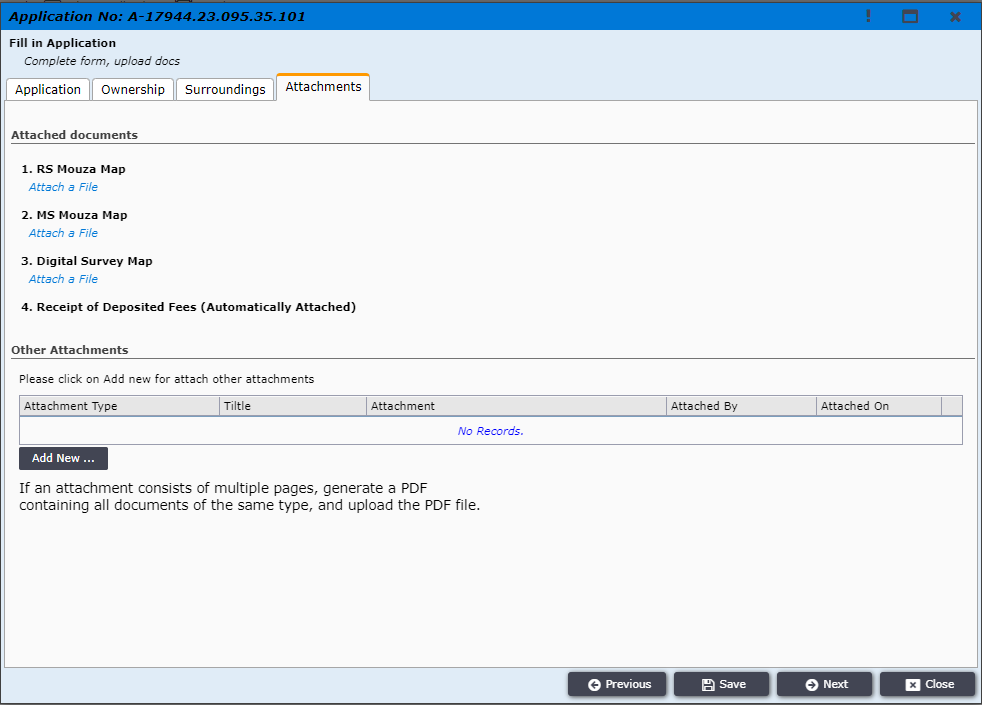 Application No: A-17944.23.095.35.101
Fill in Application
Complete form, upload docs
Application Ownership Surroundings Attachments
Attached documents
1. RS Mouza Map
Attach a File
2. MS Mouza Map
Attach a File
3. Digital Survey Map
Attach a File
4. Receipt of Deposited Fees (Automatically Attached)
Other Attachments
Please click on Add new for attach other attachments
Attachment Type Tiltle Attachment Attached By Attached On
No Records.
Add New ...
If an attachment consists of multiple pages, generate a PDF
containing all documents of the same type, and upload the PDF file.
Previous Save Next Close